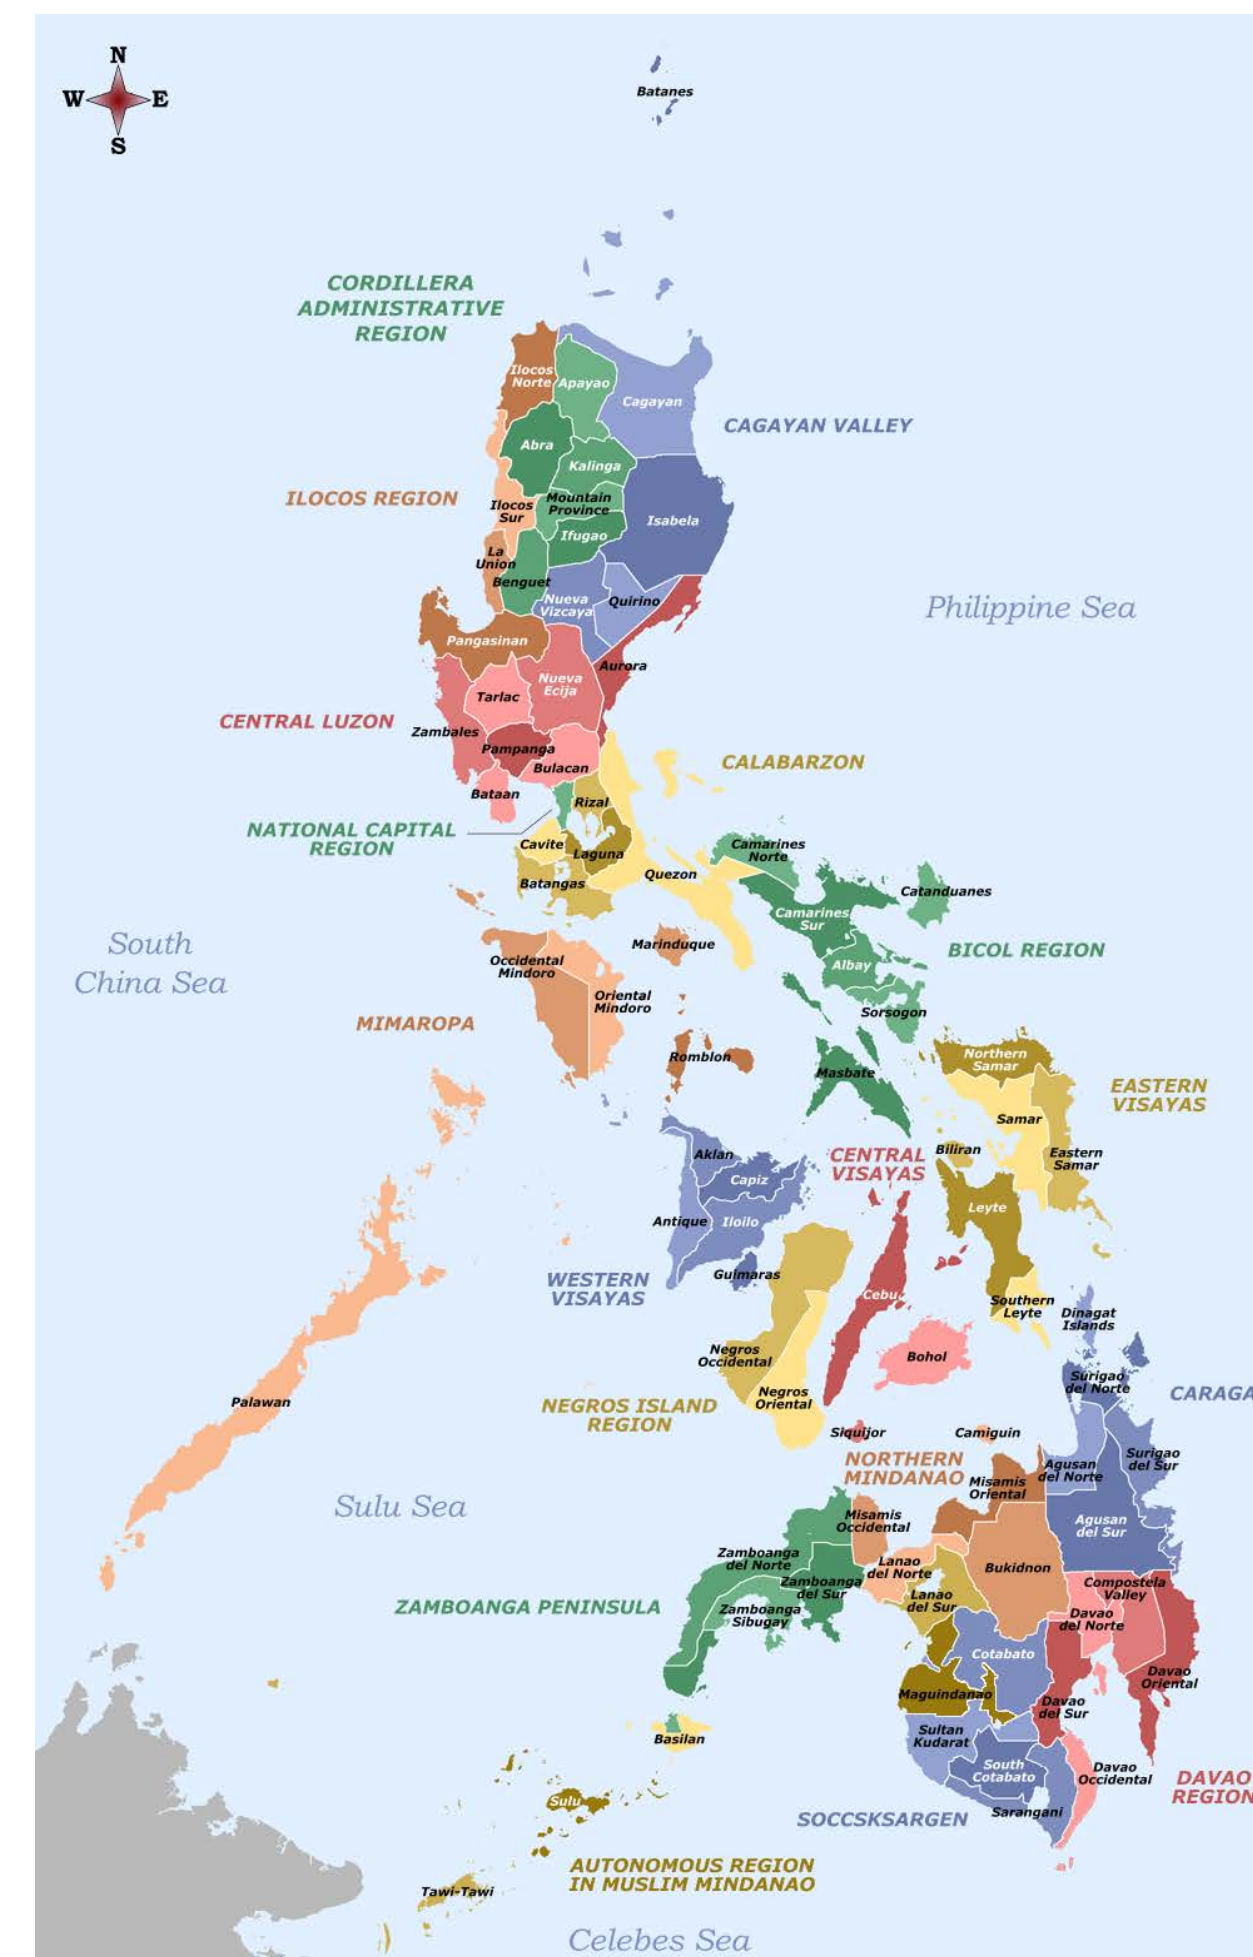 N
W E
S
Batanes
CORDILLERA
ADMINISTRATIVE
REGION
Ilocos
Norte
Apayao
Cagayan
CAGAYAN VALLEY
Abra
Kalinga
ILOCOS REGION
Ilocos
Sur
Mountain
Province
Isabela
Ifugao
La
Union
Benguet
Nueva
Vizcaya
Quirino
Philippine Sea
Pangasinan
Aurora
Nueva
Ecija
Tarlac
CENTRAL LUZON
Zambales
Pampanga
Bulacan
CALABARZON
Bataan
Rizal
NATIONAL CAPITAL
REGION
Cavite
Laguna
Camarines
Norte
Quezon
Batangas
Catanduanes
Camarines
Sur
South
China Sea
Marinduque
BICOL REGION
Occidental
Mindoro
Albay
Oriental
Mindoro
Sorsogon
MIMAROPA
Romblon
Masbate
Northern
Samar
EASTERN
VISAYAS
Samar
CENTRAL
VISAYAS
Aklan
Biliran
Eastern
Samar
Capiz
Antique
Iloilo
Leyte
Guimaras
WESTERN
VISAYAS
Cebu
Southern
Leyte
Dinagat
Islands
Negros
Occidental
Bohol
Surigao
del Norte
CARAGA
Palawan
Negros
Oriental
NEGROS ISLAND
REGION
Siquijor
Camiguin
NORTHERN
MINDANAO
Agusan
del Norte
Surigao
del Sur
Misamis
Oriental
Sulu Sea
Misamis
Occidental
Agusan
del Sur
Zamboanga
del Norte
Lanao
del Norte
Bukidnon
Zamboanga
del Sur
Compostela
Valley
Lanao
del Sur
ZAMBOANGA PENINSULA
Zamboanga
Sibugay
Davao
del Norte
Cotabato
Davao
Oriental
Maguindanao
Davao
del Sur
Basilan
Sultan
Kudarat
South
Cotabato
Davao
Occidental
DAVAO
REGION
Sulu
Sarangani
SOCCSKSARGEN
AUTONOMOUS REGION
IN MUSLIM MINDANAO
Tawi-Tawi
Celebes Sea